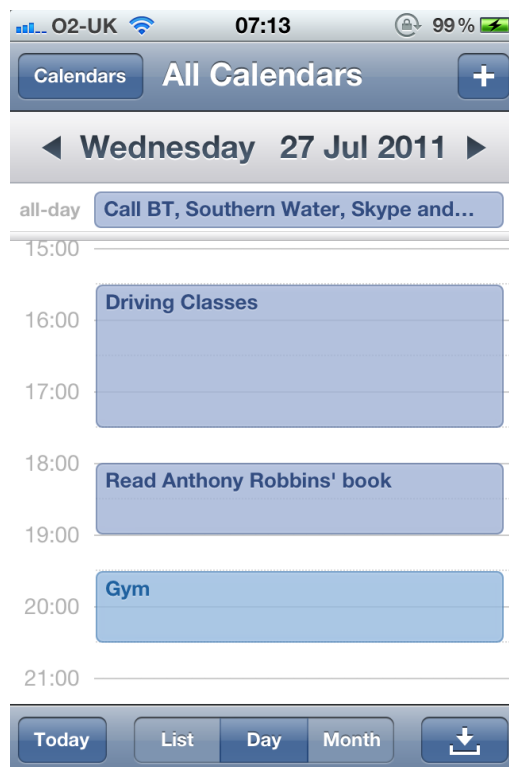 O2-UK 07:13 99%
Calendars All Calendars +
Wednesday 27 Jul 2011
all-day Call BT, Southern Water, Skype and...
15:00
Driving Classes
16:00
17:00
18:00
Read Anthony Robbins' book
19:00
Gym
20:00
21:00
Today List Day Month